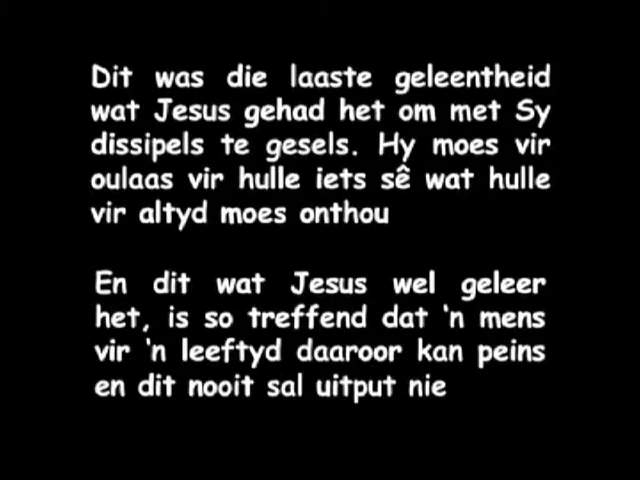 Dit was die laaste geleentheid
wat Jesus gehad het om met Sy
dissipels te gesels. Hy moes vir
oulaas vir hulle iets sê wat hulle
vir altyd moes onthou
En dit wat Jesus wel geleer
het, is so treffend dat 'n mens
vir 'n leeftyd daaroor kan peins
en dit nooit sal uitput nie